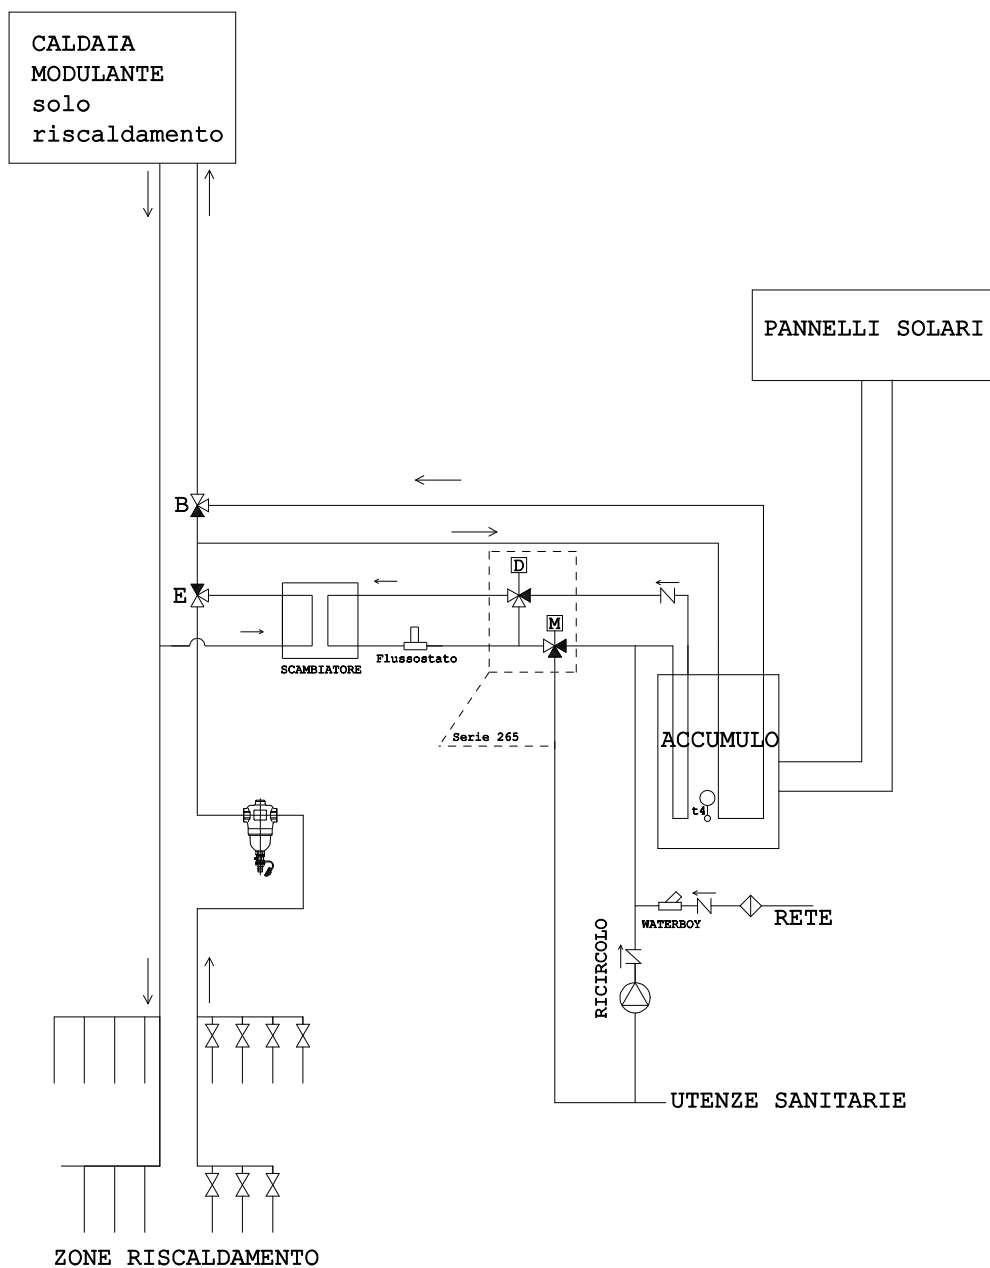 CALDAIA
MODULANTE
solo
riscaldamento
PANNELLI SOLARI
B
E
D
M
SCAMBIATORE
Flussostato
Serie 265
ACCUMULO
t4
WATERBOY
RETE
RICIRCOLO
UTENZE SANITARIE
ZONE RISCALDAMENTO